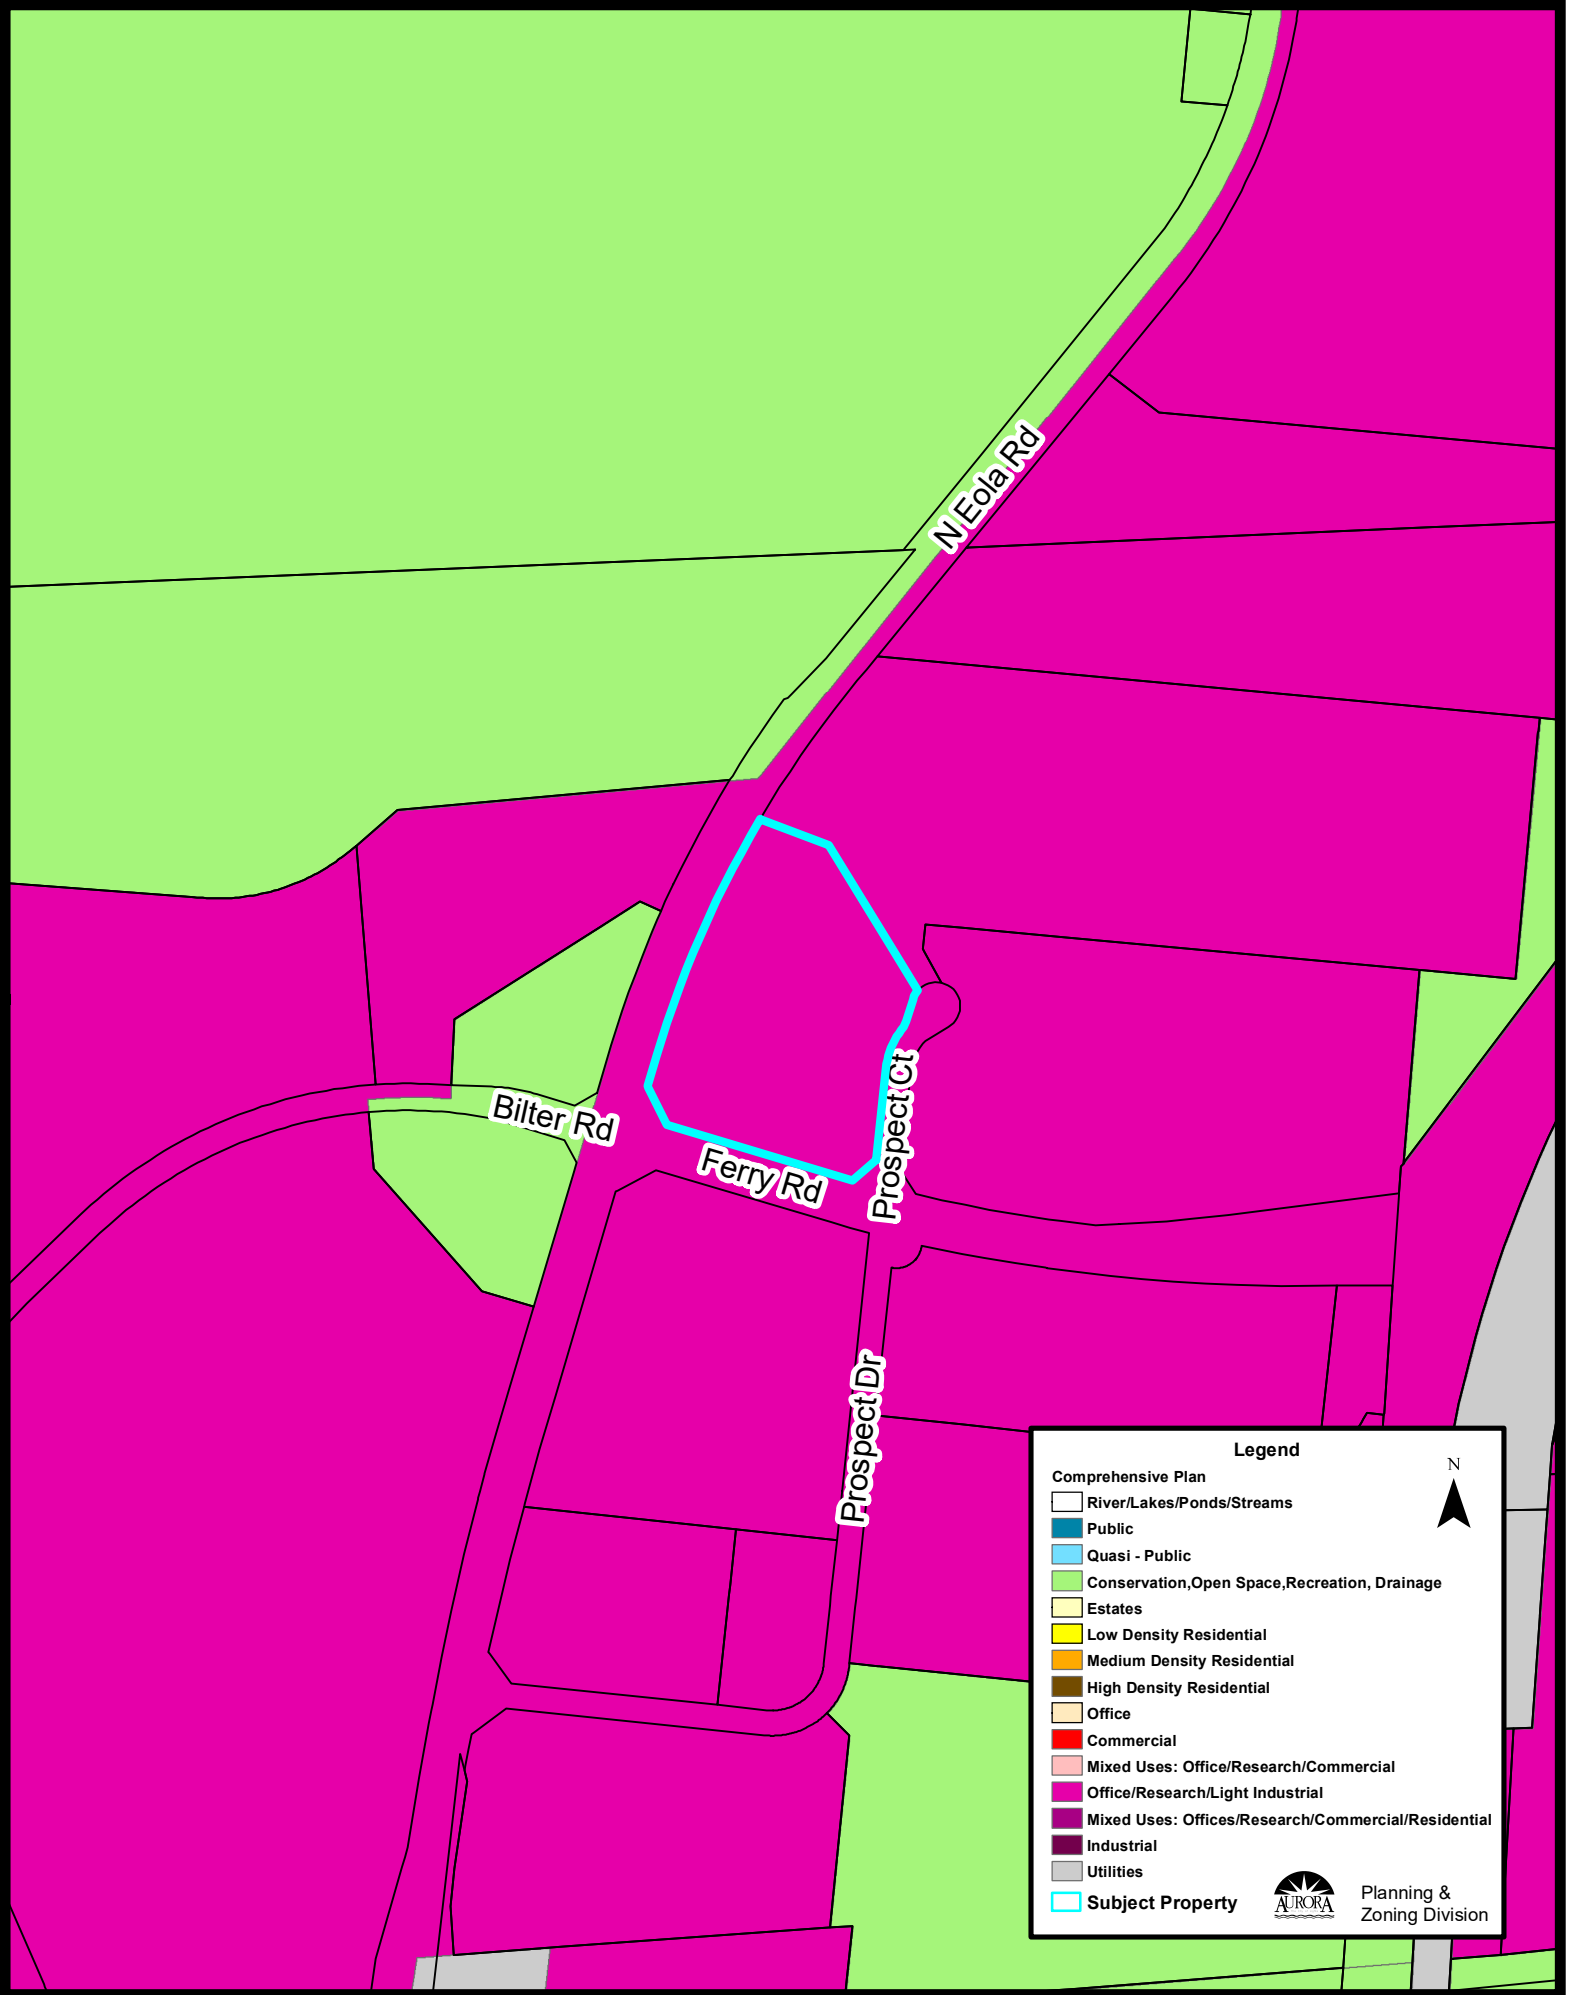 N Eola Rd
Bilter Rd
Ferry Rd
Prospect Ct
Prospect Dr
Legend
N
Comprehensive Plan
River/Lakes/Ponds/Streams
Public
Quasi - Public
Conservation,Open Space,Recreation, Drainage
Estates
Low Density Residential
Medium Density Residential
High Density Residential
Office
Commercial
Mixed Uses: Office/Research/Commercial
Office/Research/Light Industrial
Mixed Uses: Offices/Research/Commercial/Residential
Industrial
Utilities
Subject Property
AURORA
Planning &
Zoning Division